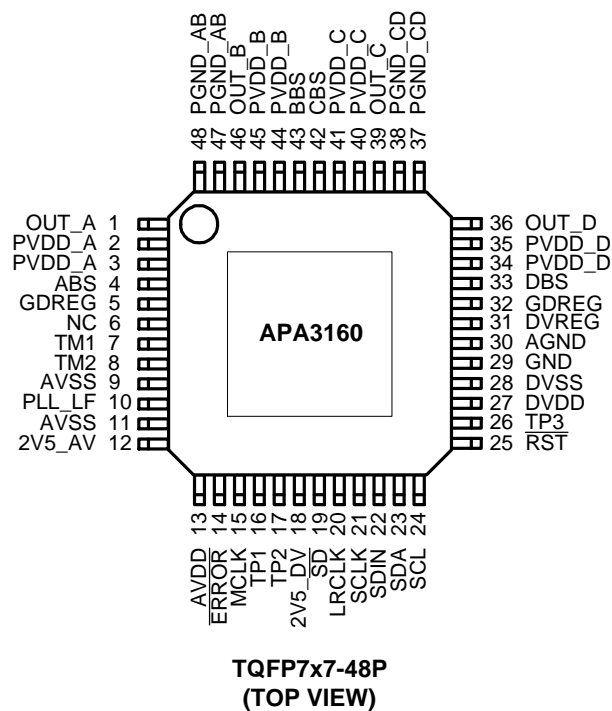 48 PGND_AB
47 PGND_AB
46 OUT_B
45 PVDD_B
44 PVDD_B
43 BBS
42 CBS
41 PVDD_C
40 PVDD_C
39 OUT_C
38 PGND_CD
37 PGND_CD
OUT_A 1
PVDD_A 2
PVDD_A 3
ABS 4
GDREG 5
NC 6
TM1 7
TM2 8
AVSS 9
PLL_LF 10
AVSS 11
2V5_AV 12
APA3160
36 OUT_D
35 PVDD_D
34 PVDD_D
33 DBS
32 GDREG
31 DVREG
30 AGND
29 GND
28 DVSS
27 DVDD
26 TP3
25 RST
13 AVDD
14 ERROR
15 MCLK
16 TP1
17 TP2
18 2V5_DV
19 SD
20 LRCLK
21 SCLK
22 SDIN
23 SDA
24 SCL
TQFP7x7-48P
(TOP VIEW)